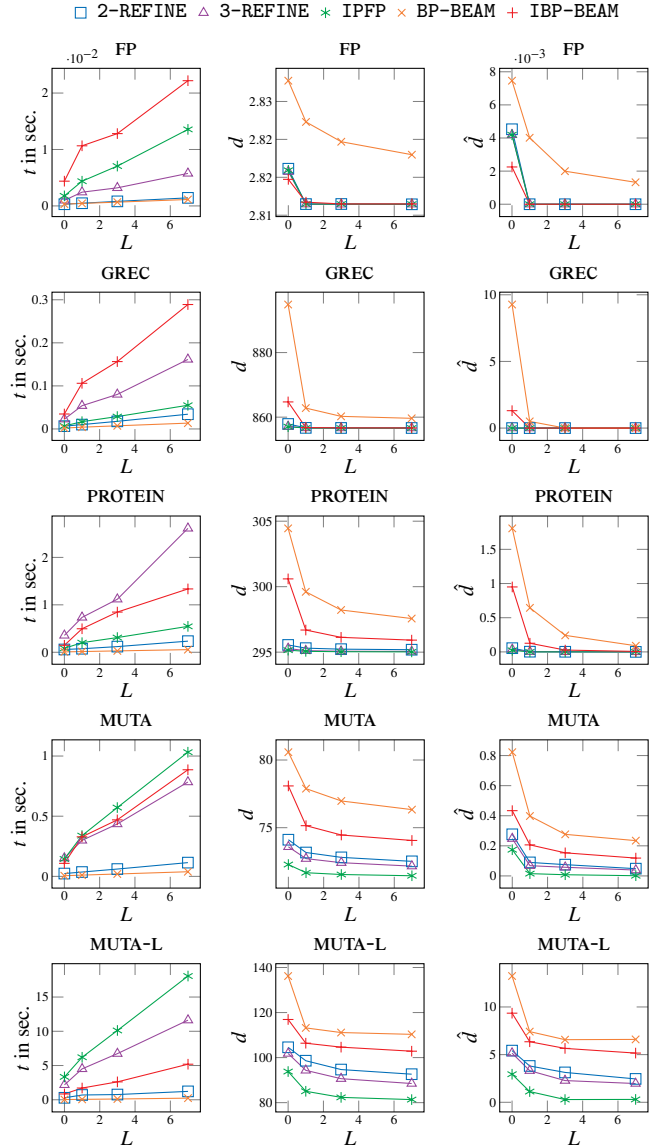 2-REFINE 3-REFINE IPFP BP-BEAM IBP-BEAM
FP FP FP
·10⁻² ·10⁻³
t in sec. 2 1 0
d 2.83 2.82 2.81
d̂ 8 6 4 2 0
0 2 4 6 0 2 4 6 0 2 4 6
L L L
GREC GREC GREC
t in sec. 0.3 0.2 0.1 0
d 880 860
d̂ 10 5 0
0 2 4 6 0 2 4 6 0 2 4 6
L L L
PROTEIN PROTEIN PROTEIN
t in sec. 2 1 0
d 305 300 295
d̂ 1.5 1 0.5 0
0 2 4 6 0 2 4 6 0 2 4 6
L L L
MUTA MUTA MUTA
t in sec. 1 0.5 0
d 80 75
d̂ 0.8 0.6 0.4 0.2 0
0 2 4 6 0 2 4 6 0 2 4 6
L L L
MUTA-L MUTA-L MUTA-L
t in sec. 15 10 5 0
d 140 120 100 80
d̂ 10 5 0
0 2 4 6 0 2 4 6 0 2 4 6
L L L